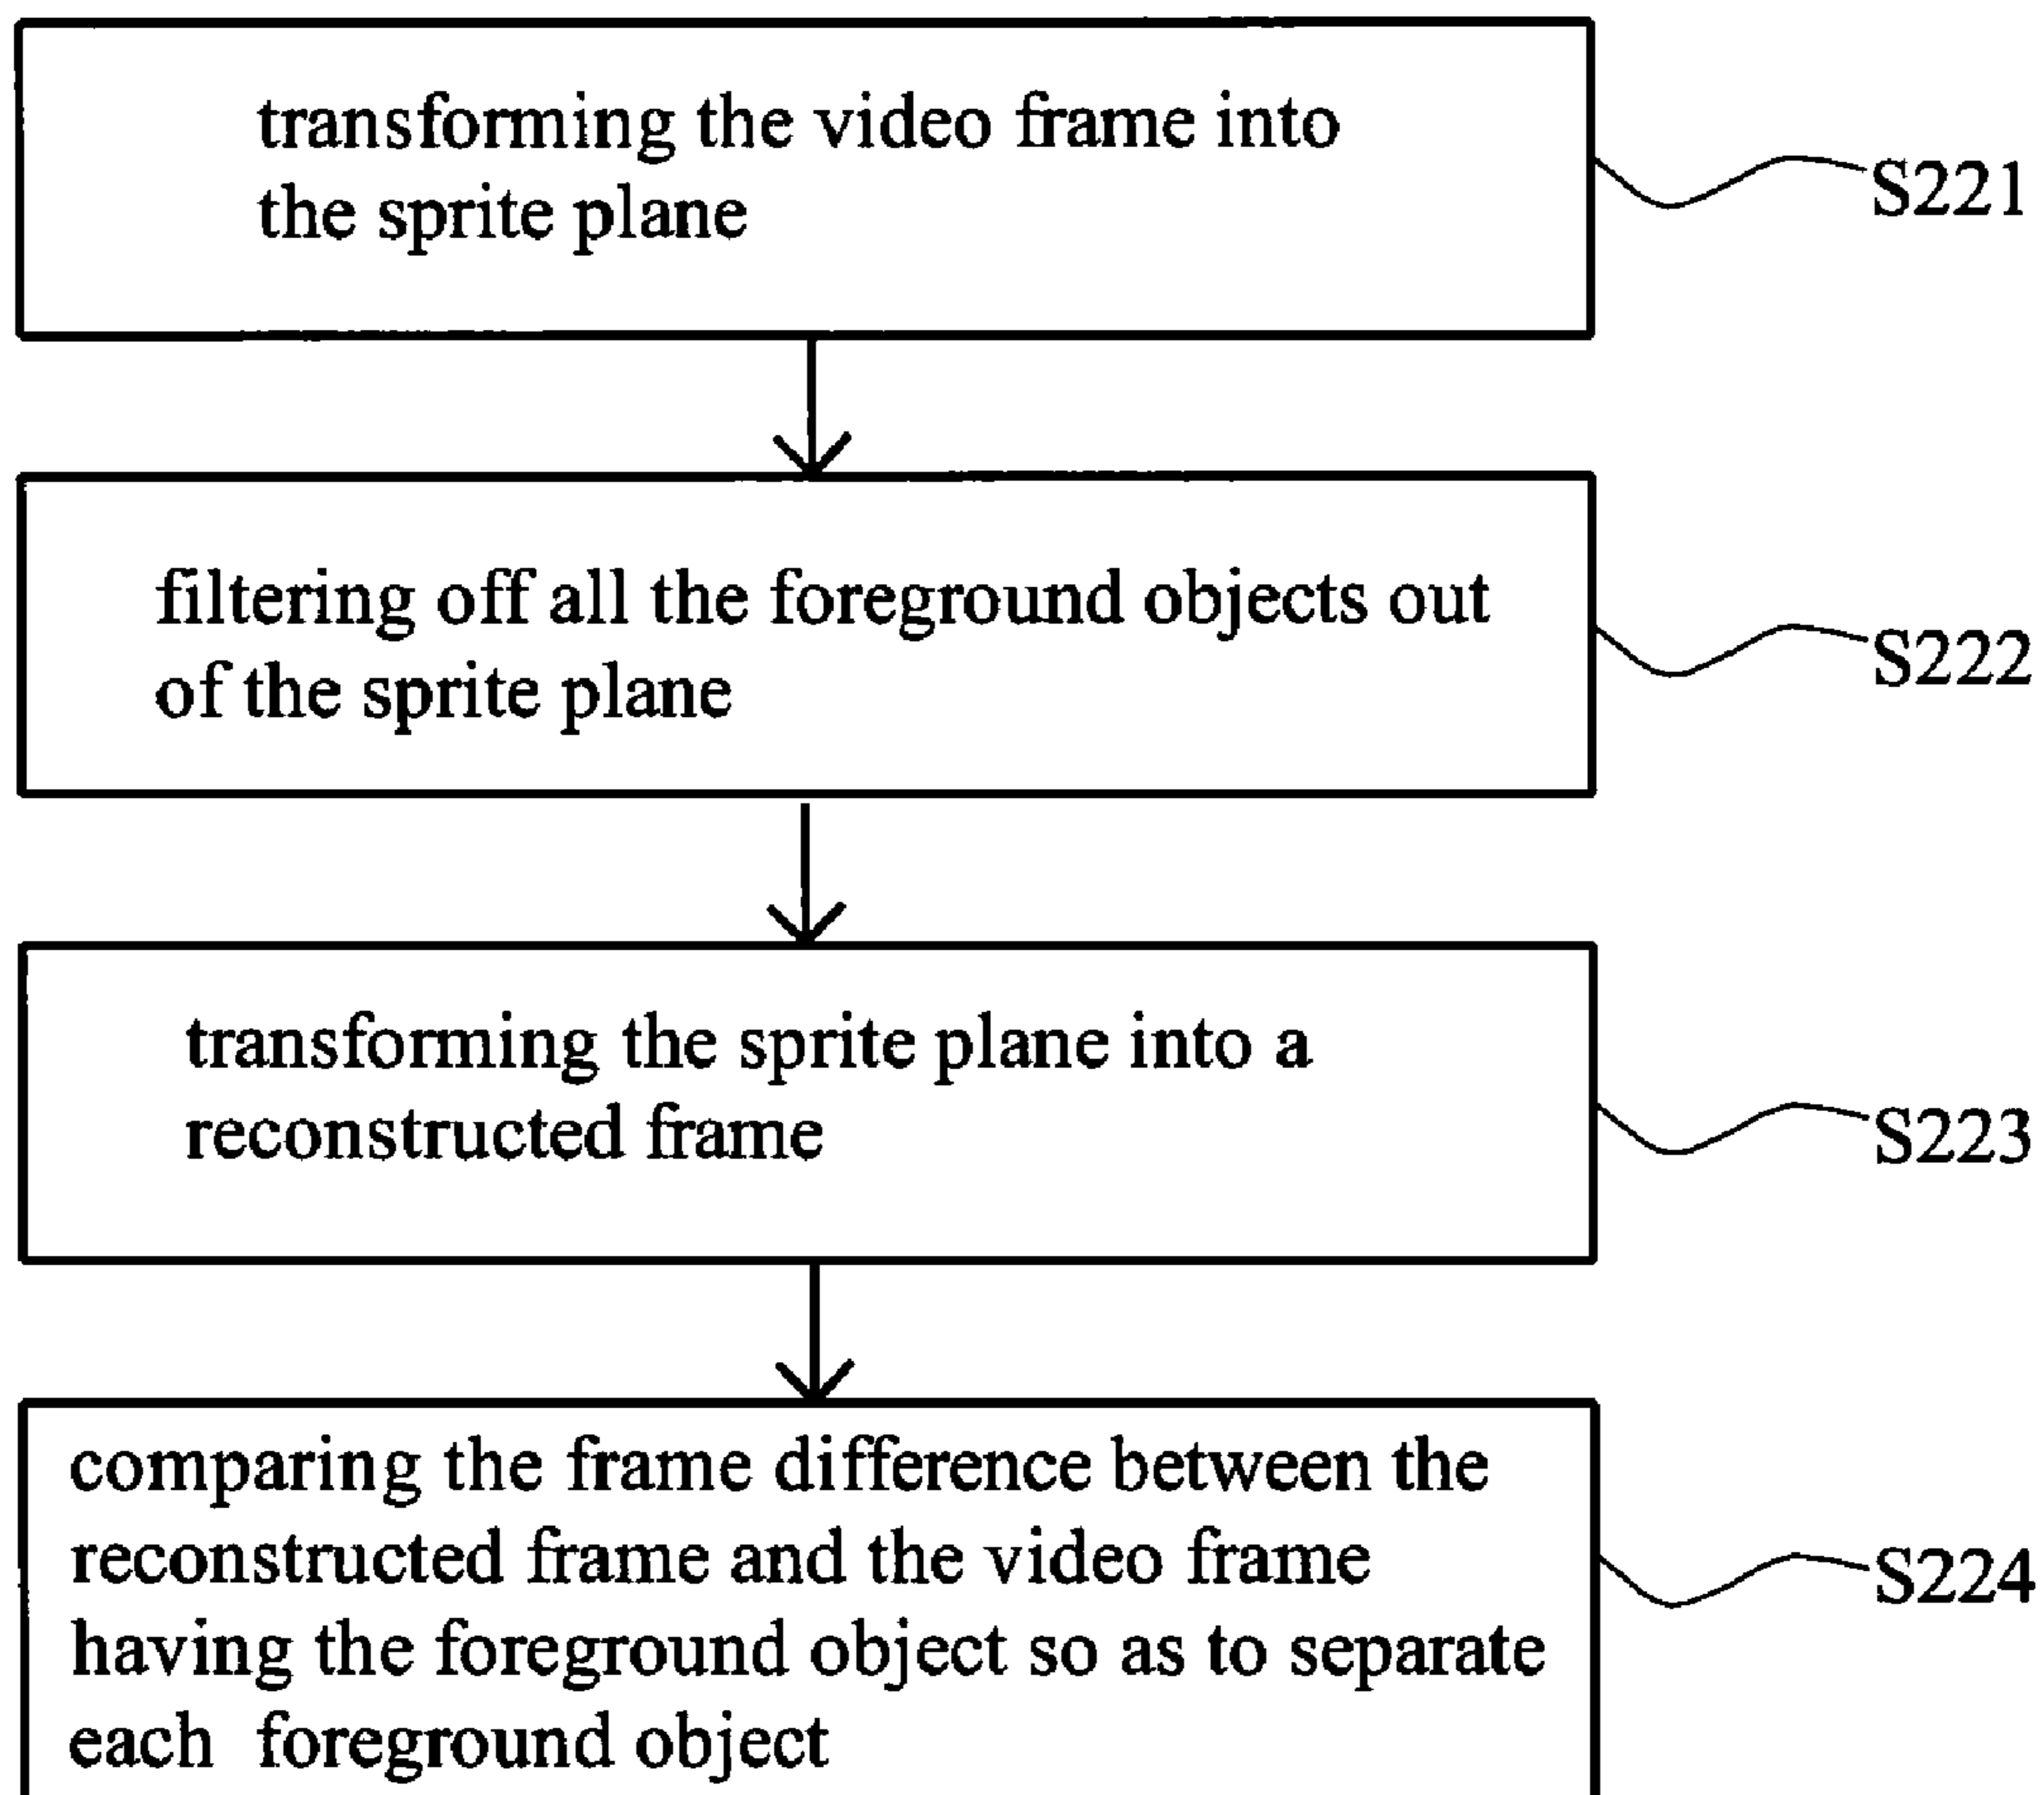 transforming the video frame into
the sprite plane
S221
filtering off all the foreground objects out
of the sprite plane
S222
transforming the sprite plane into a
reconstructed frame
S223
comparing the frame difference between the
reconstructed frame and the video frame
having the foreground object so as to separate
each foreground object
S224